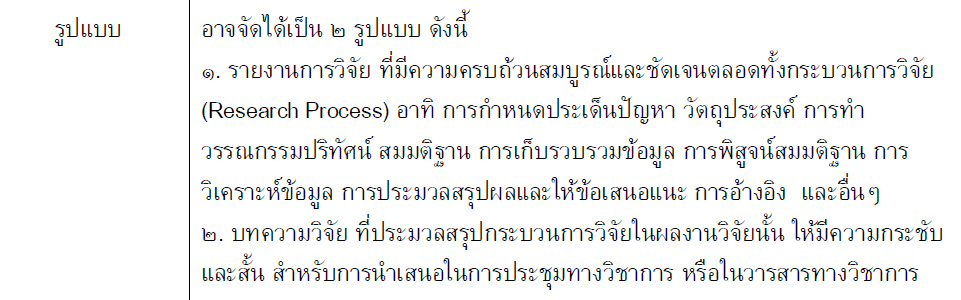 รูปแบบ
อาจจัดได้เป็น ๒ รูปแบบ ดังนี้
๑. รายงานการวิจัย ที่มีความครบถ้วนสมบูรณ์และชัดเจนตลอดทั้งกระบวนการวิจัย
(Research Process) อาทิ การกำหนดประเด็นปัญหา วัตถุประสงค์ การทำ
วรรณกรรมปริทัศน์ สมมติฐาน การเก็บรวบรวมข้อมูล การพิสูจน์สมมติฐาน การ
วิเคราะห์ข้อมูล การประมวลสรุปผลและให้ข้อเสนอแนะ การอ้างอิง และอื่นๆ
๒. บทความวิจัย ที่ประมวลสรุปกระบวนการวิจัยในผลงานวิจัยนั้น ให้มีความกระชับ
และสั้น สำหรับการนำเสนอในการประชุมทางวิชาการ หรือในวารสารทางวิชาการ